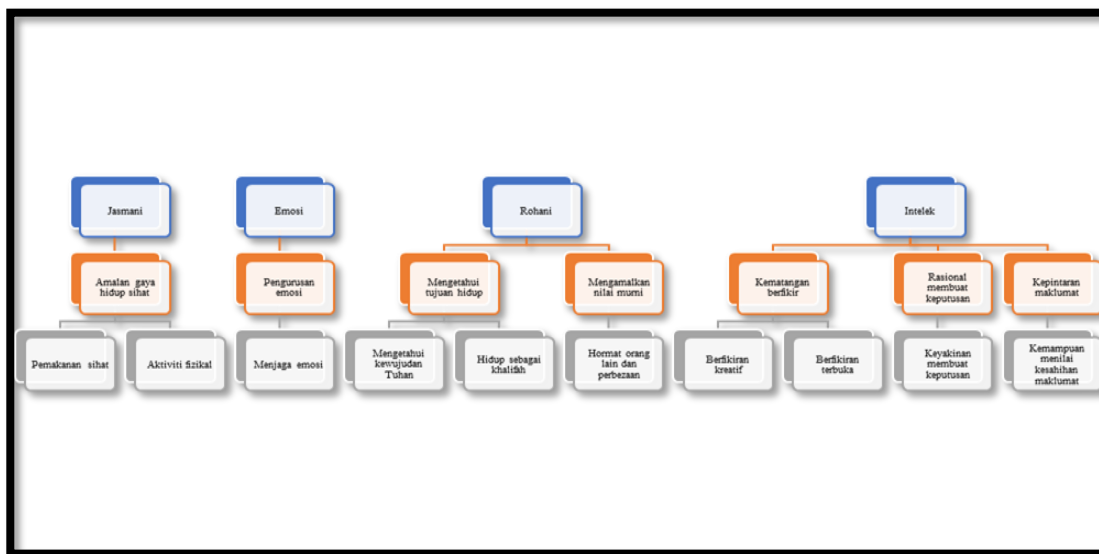 Jasmani
Emosi
Rohani
Intelek
Amalan gaya
hidup sihat
Pengurusan
emosi
Mengetahui
tujuan hidup
Mengamalkan
nilai murni
Kematangan
berfikir
Rasional
membuat
keputusan
Kepintaran
maklumat
Pemakanan sihat
Aktiviti fizikal
Menjaga emosi
Mengetahui
kewujudan
Tuhan
Hidup sebagai
khalifah
Hormat orang
lain dan
perbezaan
Berfikiran
kreatif
Berfikiran
terbuka
Keyakinan
membuat
keputusan
Kemampuan
menilai
kesahihan
maklumat